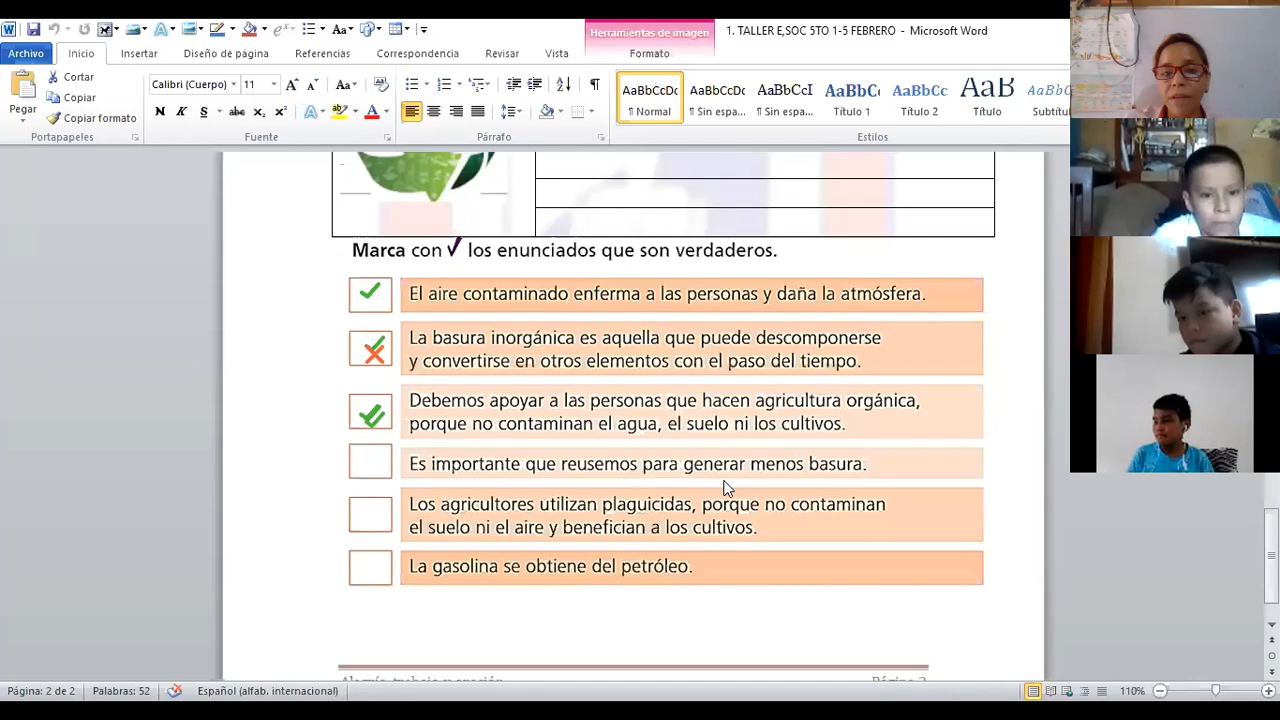 Herramientas de imagen
1. TALLER E,SOC 5TO 1-5 FEBRERO - Microsoft Word
Archivo Inicio Insertar Diseño de página Referencias Correspondencia Revisar Vista Formato
Cortar
Copiar
Copiar formato
Pegar
Calibri (Cuerpo) 11
N K S abc x₂ x² A A
Aa
AaBbCcDc AaBbCcDc AaBbCcI AaBbCc AaBbCc AaB AaBbCc
¶ Normal ¶ Sin espa... ¶ Sin espa... Título 1 Título 2 Título Subtítu
Portapapeles Fuente Párrafo Estilos
Marca con ✓ los enunciados que son verdaderos.
El aire contaminado enferma a las personas y daña la atmósfera.
La basura inorgánica es aquella que puede descomponerse
y convertirse en otros elementos con el paso del tiempo.
Debemos apoyar a las personas que hacen agricultura orgánica,
porque no contaminan el agua, el suelo ni los cultivos.
Es importante que reusemos para generar menos basura.
Los agricultores utilizan plaguicidas, porque no contaminan
el suelo ni el aire y benefician a los cultivos.
La gasolina se obtiene del petróleo.
Página: 2 de 2 Palabras: 52 Español (alfab. internacional) 110%